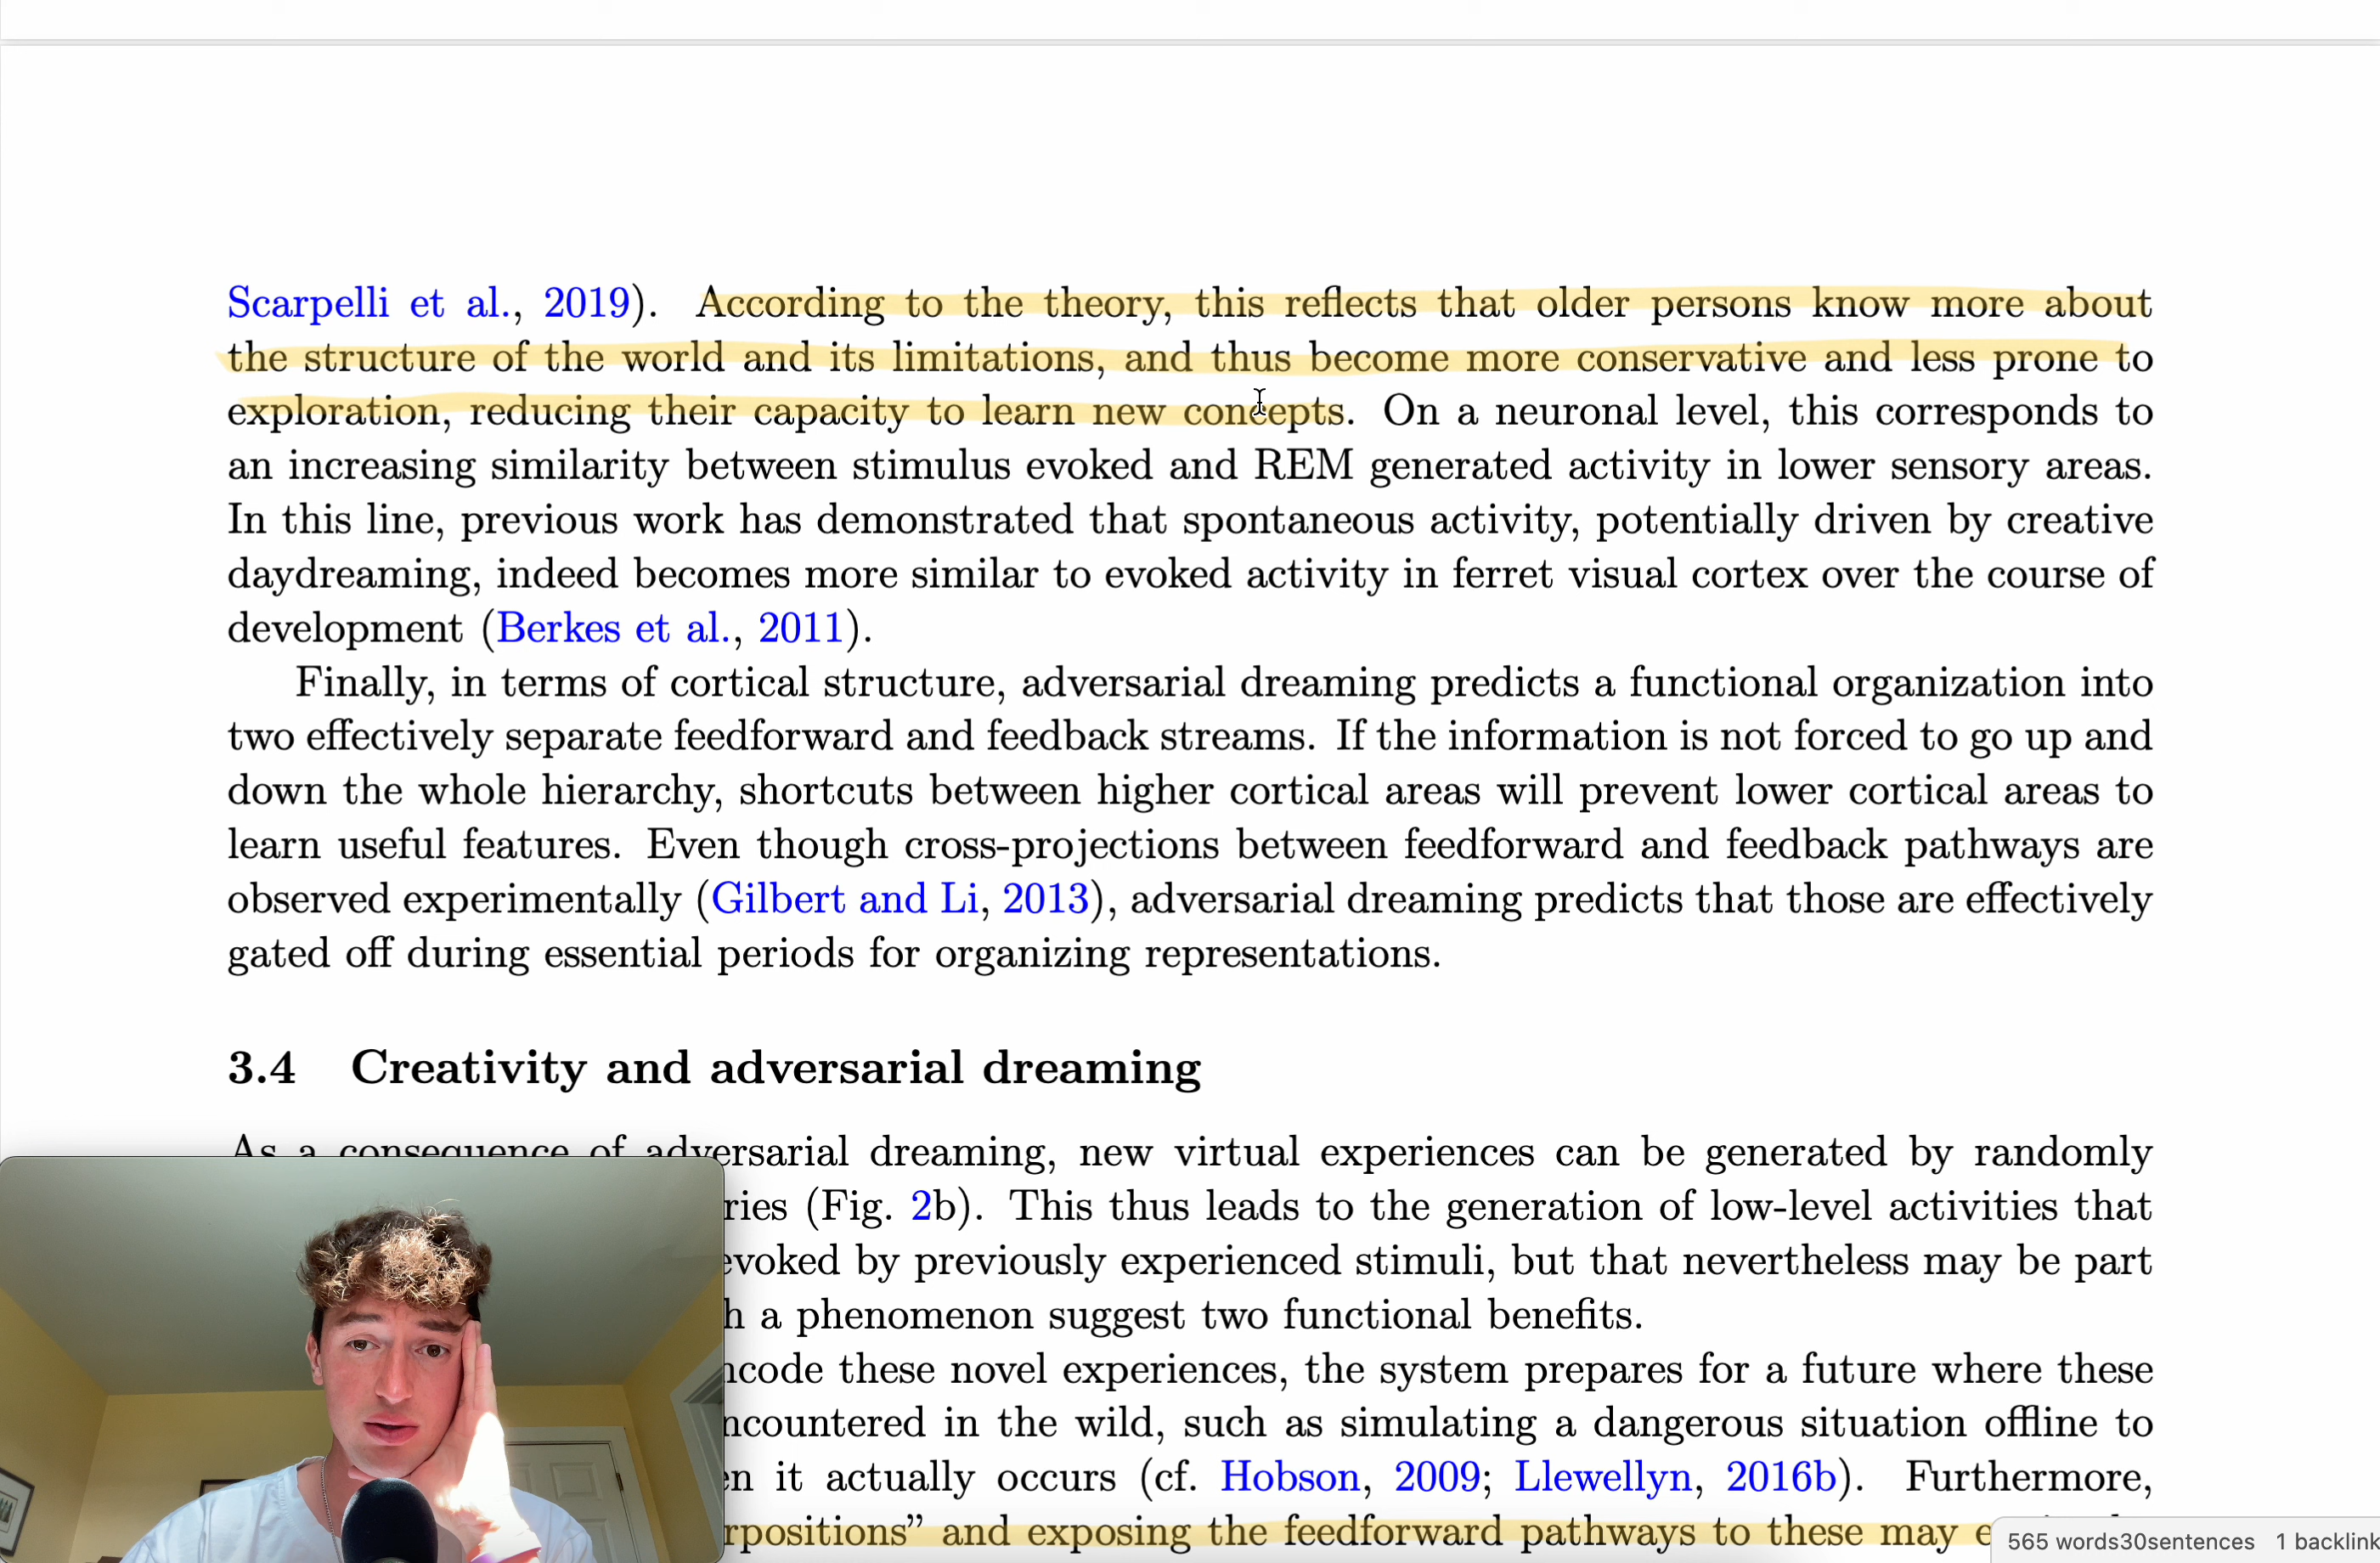 Scarpelli et al., 2019). According to the theory, this reflects that older persons know more about
the structure of the world and its limitations, and thus become more conservative and less prone to
exploration, reducing their capacity to learn new concepts. On a neuronal level, this corresponds to
an increasing similarity between stimulus evoked and REM generated activity in lower sensory areas.
In this line, previous work has demonstrated that spontaneous activity, potentially driven by creative
daydreaming, indeed becomes more similar to evoked activity in ferret visual cortex over the course of
development (Berkes et al., 2011).
Finally, in terms of cortical structure, adversarial dreaming predicts a functional organization into
two effectively separate feedforward and feedback streams. If the information is not forced to go up and
down the whole hierarchy, shortcuts between higher cortical areas will prevent lower cortical areas to
learn useful features. Even though cross-projections between feedforward and feedback pathways are
observed experimentally (Gilbert and Li, 2013), adversarial dreaming predicts that those are effectively
gated off during essential periods for organizing representations.
3.4 Creativity and adversarial dreaming
As a consequence of adversarial dreaming, new virtual experiences can be generated by randomly
ries (Fig. 2b). This thus leads to the generation of low-level activities that
evoked by previously experienced stimuli, but that nevertheless may be part
h a phenomenon suggest two functional benefits.
ncode these novel experiences, the system prepares for a future where these
ncountered in the wild, such as simulating a dangerous situation offline to
en it actually occurs (cf. Hobson, 2009; Llewellyn, 2016b). Furthermore,
rpositions” and exposing the feedforward pathways to these may
565 words30sentences 1 backlink